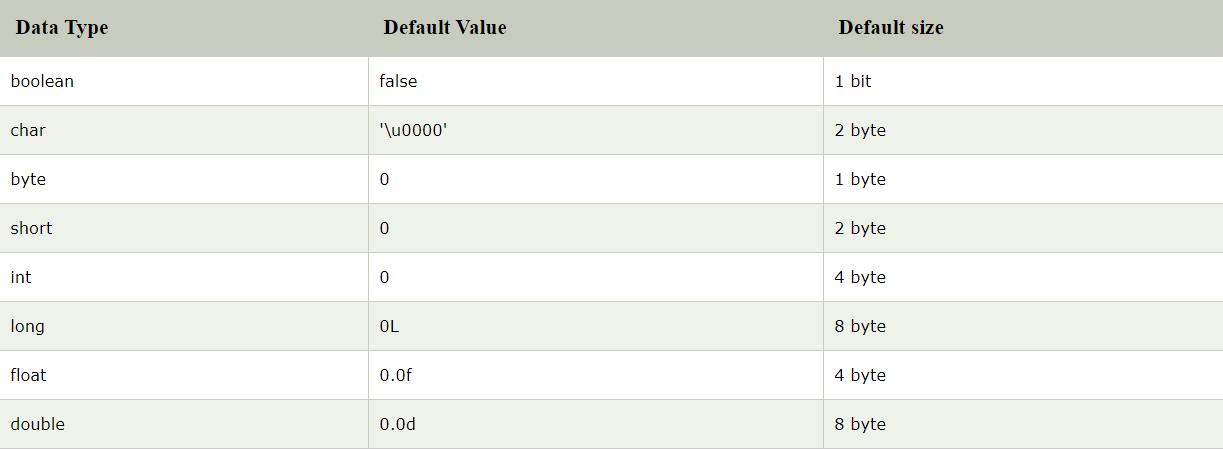 Data Type Default Value Default size
boolean false 1 bit
char '\u0000' 2 byte
byte 0 1 byte
short 0 2 byte
int 0 4 byte
long 0L 8 byte
float 0.0f 4 byte
double 0.0d 8 byte